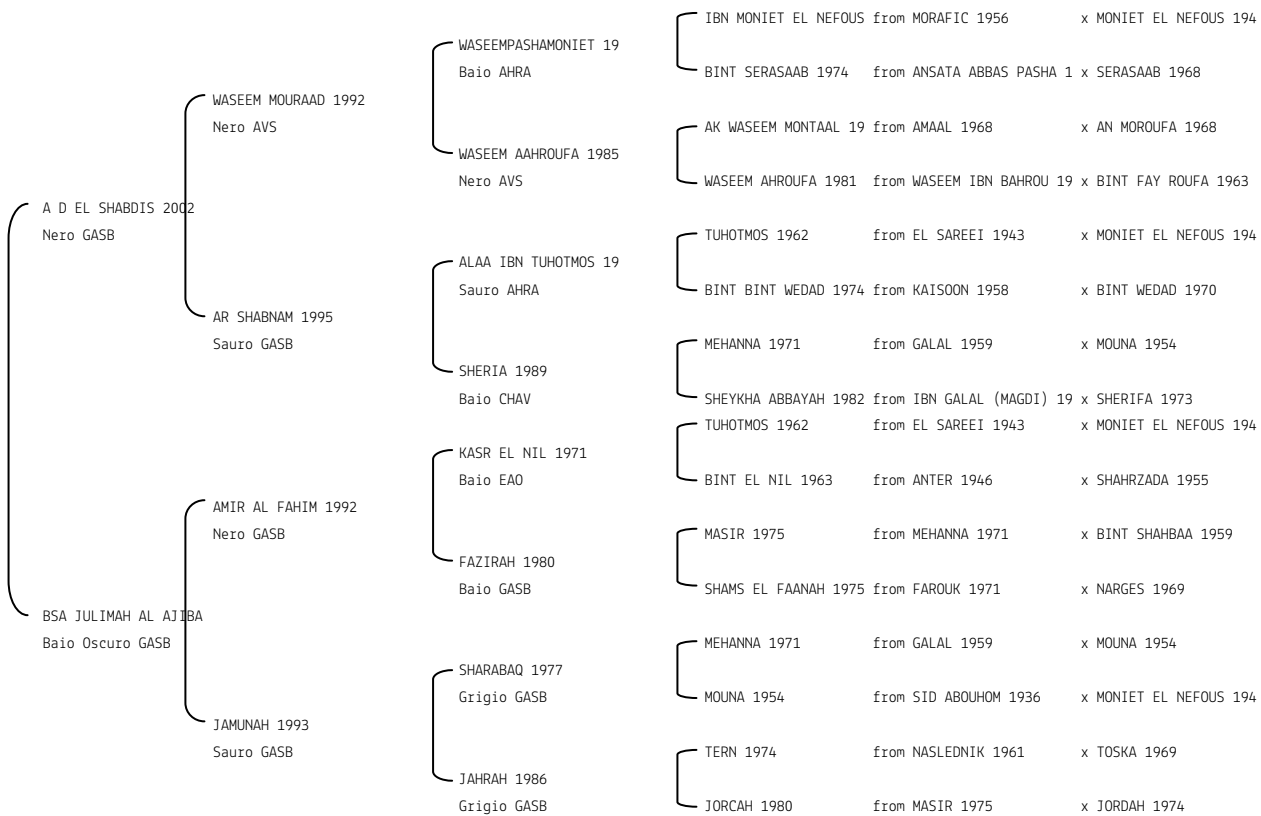 IBN MONIET EL NEFOUS from MORAFIC 1956 x MONIET EL NEFOUS 194
WASEEMPASHAMONIET 19
Baio AHRA
BINT SERASAAB 1974 from ANSATA ABBAS PASHA 1 x SERASAAB 1968
WASEEM MOURAAD 1992
Nero AVS
AK WASEEM MONTAAL 19 from AMAAL 1968 x AN MOROUFA 1968
WASEEM AAHROUFA 1985
Nero AVS
WASEEM AHROUFA 1981 from WASEEM IBN BAHROU 19 x BINT FAY ROUFA 1963
A D EL SHABDIS 2002
Nero GASB
TUHOTMOS 1962 from EL SAREEI 1943 x MONIET EL NEFOUS 194
ALAA IBN TUHOTMOS 19
Sauro AHRA
BINT BINT WEDAD 1974 from KAISOON 1958 x BINT WEDAD 1970
AR SHABNAM 1995
Sauro GASB
MEHANNA 1971 from GALAL 1959 x MOUNA 1954
SHERIA 1989
Baio CHAV
SHEYKHA ABBAYAH 1982 from IBN GALAL (MAGDI) 19 x SHERIFA 1973
TUHOTMOS 1962 from EL SAREEI 1943 x MONIET EL NEFOUS 194
KASR EL NIL 1971
Baio EAO
BINT EL NIL 1963 from ANTER 1946 x SHAHRZADA 1955
AMIR AL FAHIM 1992
Nero GASB
MASIR 1975 from MEHANNA 1971 x BINT SHAHBAA 1959
FAZIRAH 1980
Baio GASB
SHAMS EL FAANAH 1975 from FAROUK 1971 x NARGES 1969
BSA JULIMAH AL AJIBA
Baio Oscuro GASB
MEHANNA 1971 from GALAL 1959 x MOUNA 1954
SHARABAQ 1977
Grigio GASB
MOUNA 1954 from SID ABOUHOM 1936 x MONIET EL NEFOUS 194
JAMUNAH 1993
Sauro GASB
TERN 1974 from NASLEDNIK 1961 x TOSKA 1969
JAHRAH 1986
Grigio GASB
JORCAH 1980 from MASIR 1975 x JORDAH 1974